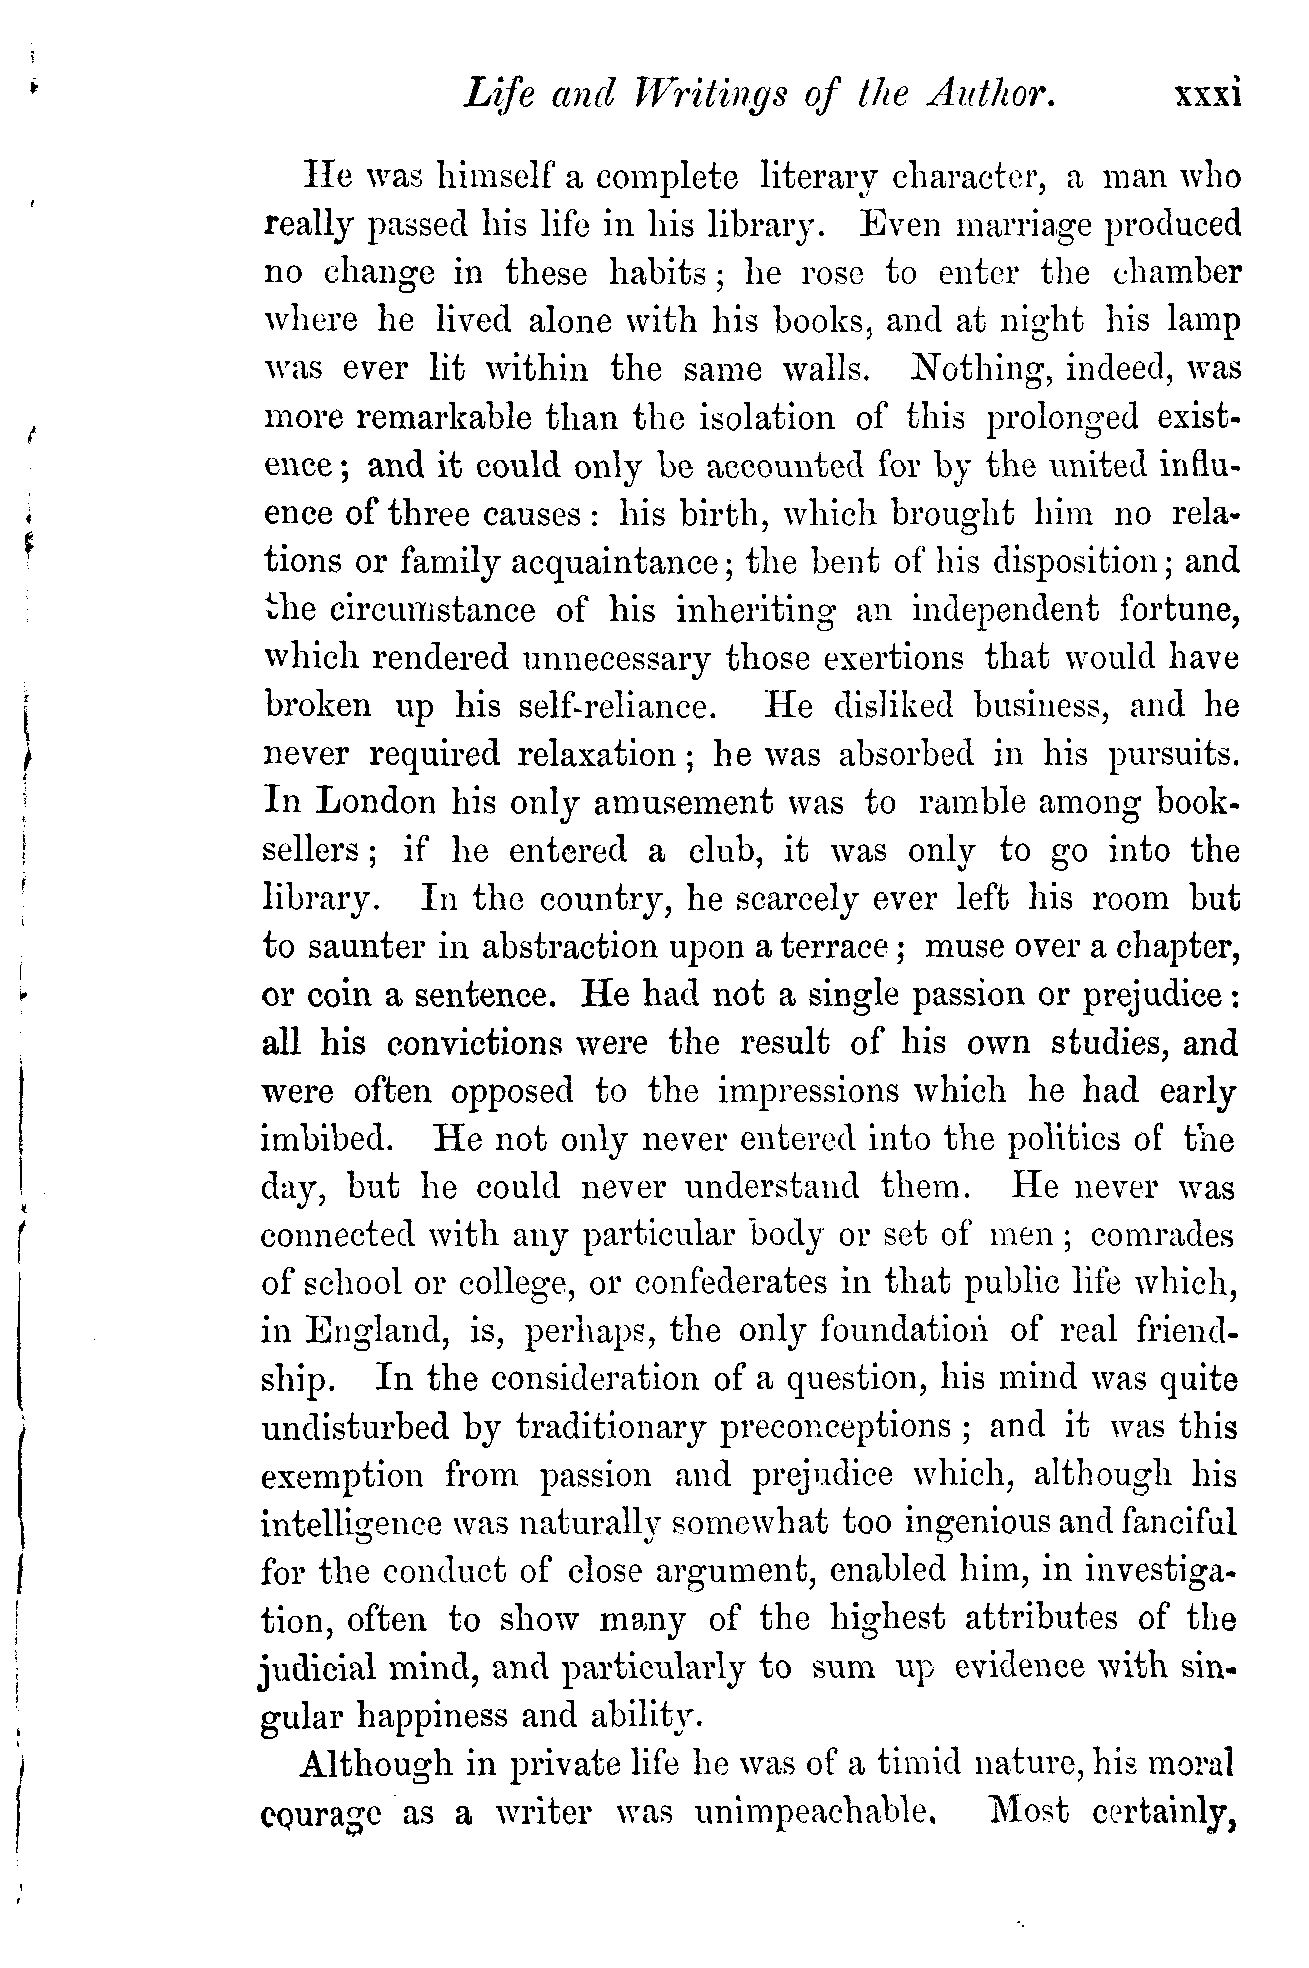 Life and Writings of the Author. xxxi
He was himself a complete literary character, a man who
really passed his life in his library. Even marriage produced
no change in these habits; he rose to enter the chamber
where he lived alone with his books, and at night his lamp
was ever lit within the same walls. Nothing, indeed, was
more remarkable than the isolation of this prolonged exist-
ence; and it could only be accounted for by the united influ-
ence of three causes: his birth, which brought him no rela-
tions or family acquaintance; the bent of his disposition; and
the circumstance of his inheriting an independent fortune,
which rendered unnecessary those exertions that would have
broken up his self-reliance. He disliked business, and he
never required relaxation; he was absorbed in his pursuits.
In London his only amusement was to ramble among book-
sellers; if he entered a club, it was only to go into the
library. In the country, he scarcely ever left his room but
to saunter in abstraction upon a terrace; muse over a chapter,
or coin a sentence. He had not a single passion or prejudice:
all his convictions were the result of his own studies, and
were often opposed to the impressions which he had early
imbibed. He not only never entered into the politics of the
day, but he could never understand them. He never was
connected with any particular body or set of men; comrades
of school or college, or confederates in that public life which,
in England, is, perhaps, the only foundation of real friend-
ship. In the consideration of a question, his mind was quite
undisturbed by traditionary preconceptions; and it was this
exemption from passion and prejudice which, although his
intelligence was naturally somewhat too ingenious and fanciful
for the conduct of close argument, enabled him, in investiga-
tion, often to show many of the highest attributes of the
judicial mind, and particularly to sum up evidence with sin-
gular happiness and ability.
Although in private life he was of a timid nature, his moral
courage as a writer was unimpeachable. Most certainly,